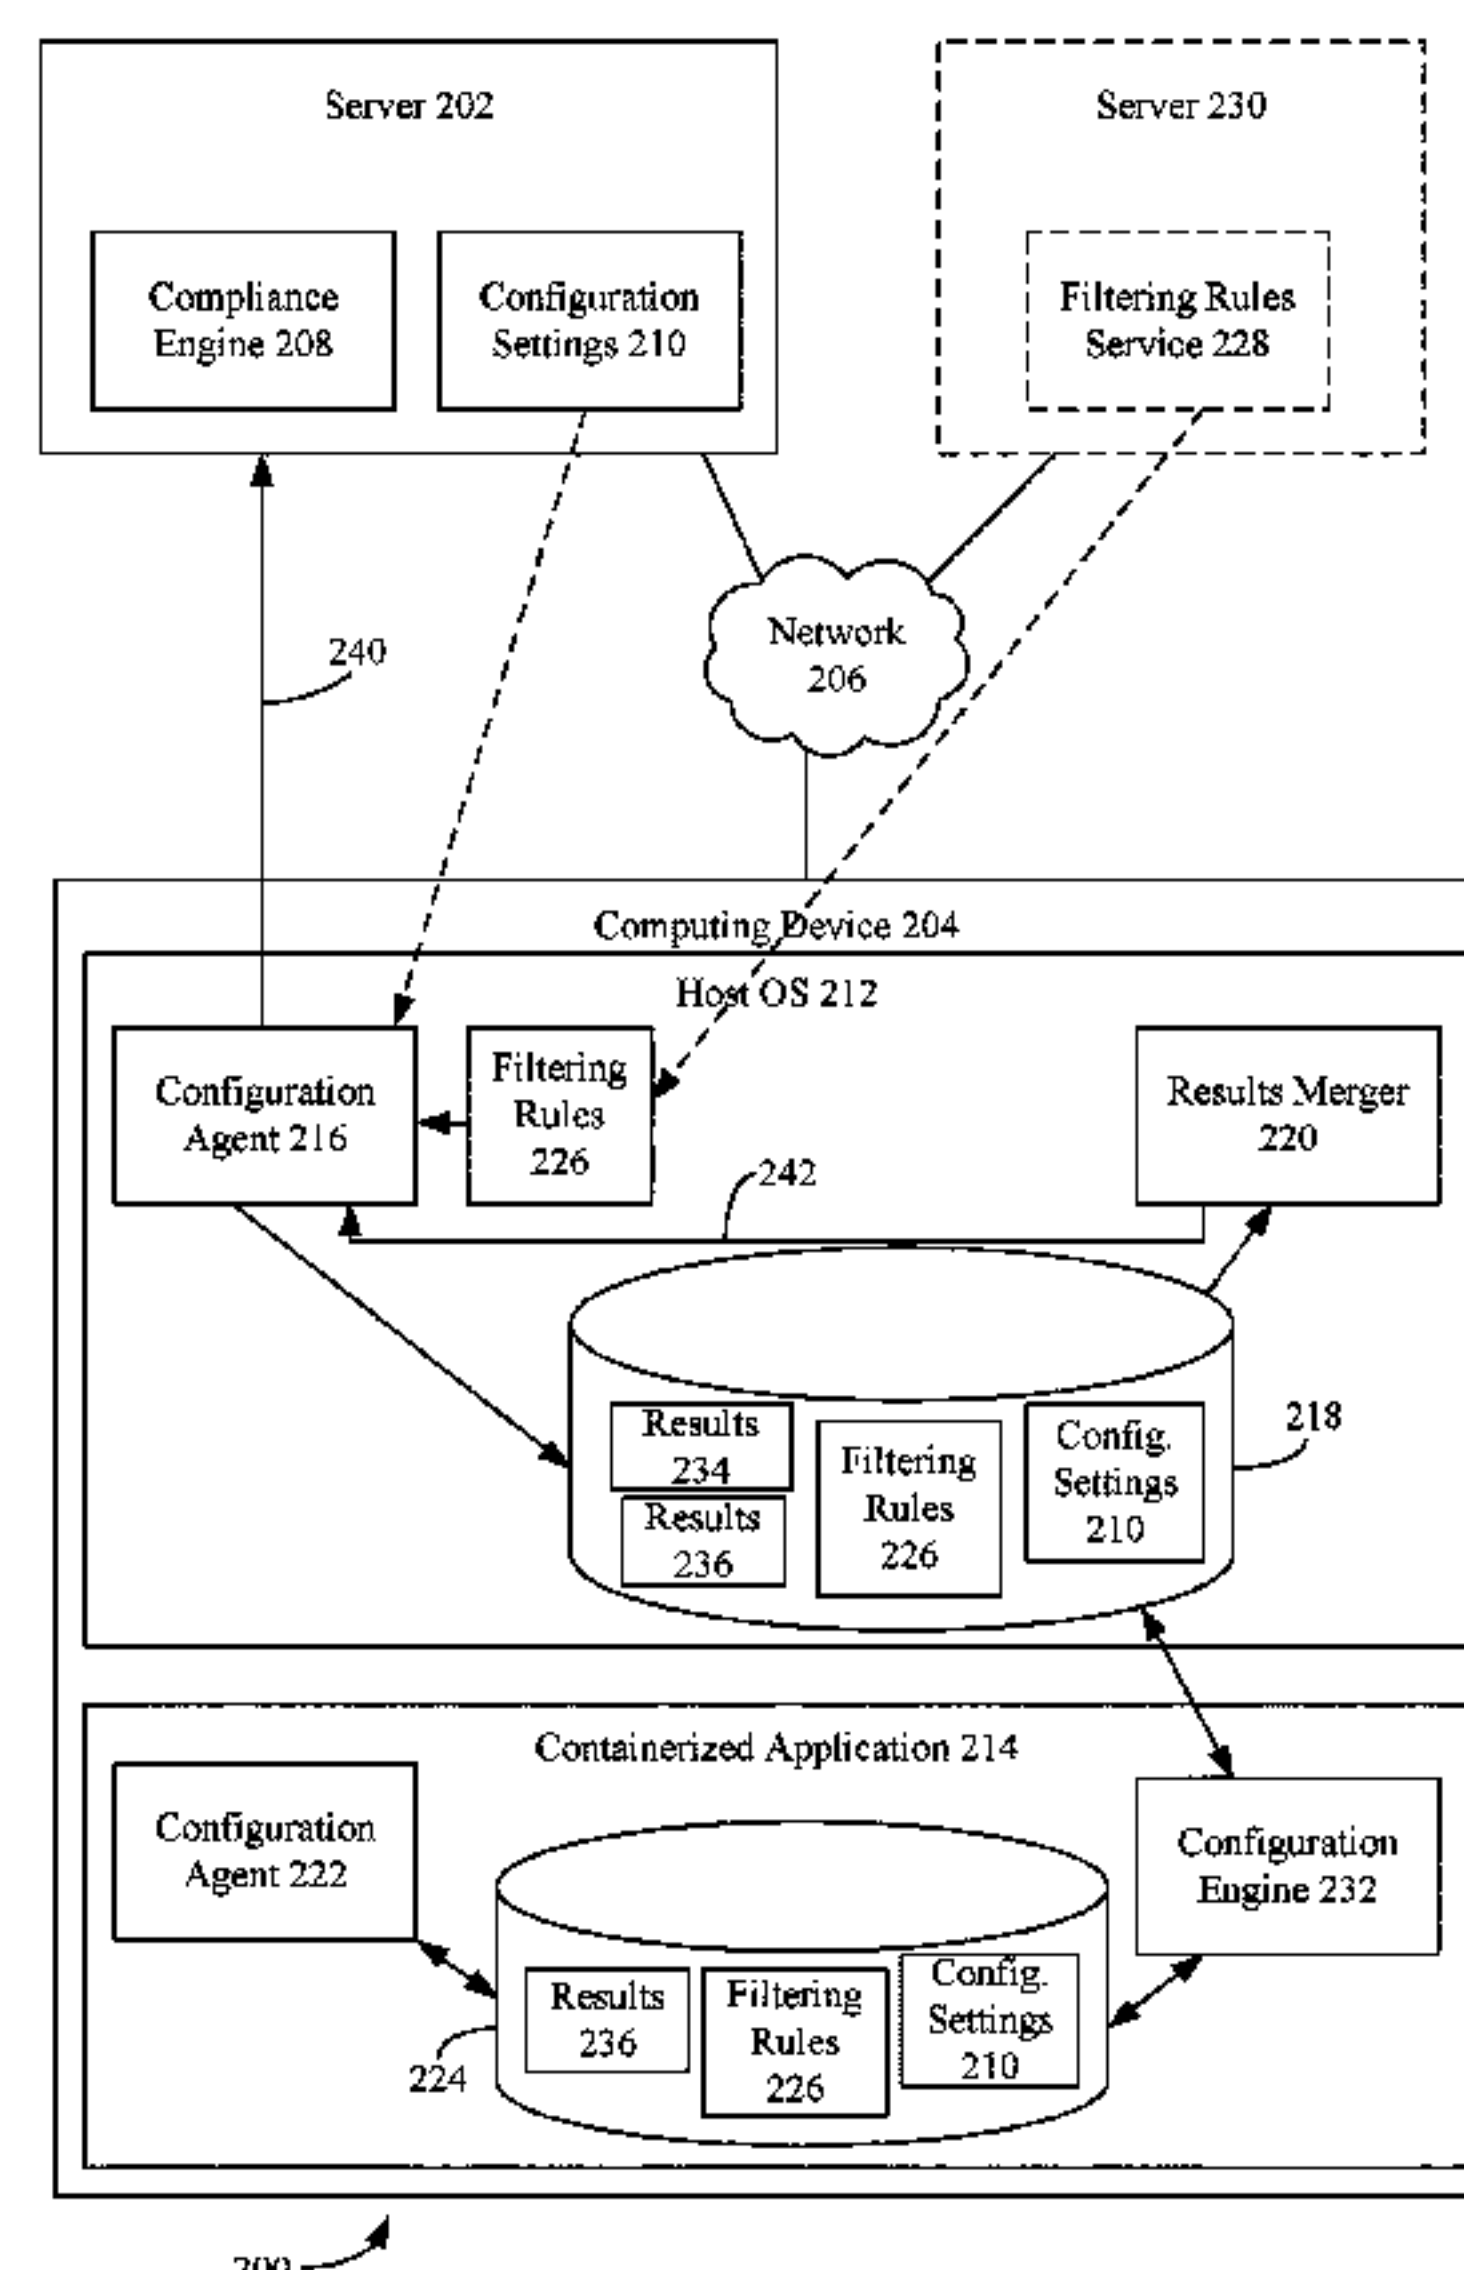 Server 202
Server 230
Compliance
Engine 208
Configuration
Settings 210
Filtering Rules
Service 228
Network
206
240
Computing Device 204
Host OS 212
Configuration
Agent 216
Filtering
Rules
226
Results Merger
220
242
Results
234
Results
236
Filtering
Rules
226
Config.
Settings
210
218
Containerized Application 214
Configuration
Agent 222
Configuration
Engine 232
Results
236
Filtering
Rules
226
Config.
Settings
210
224